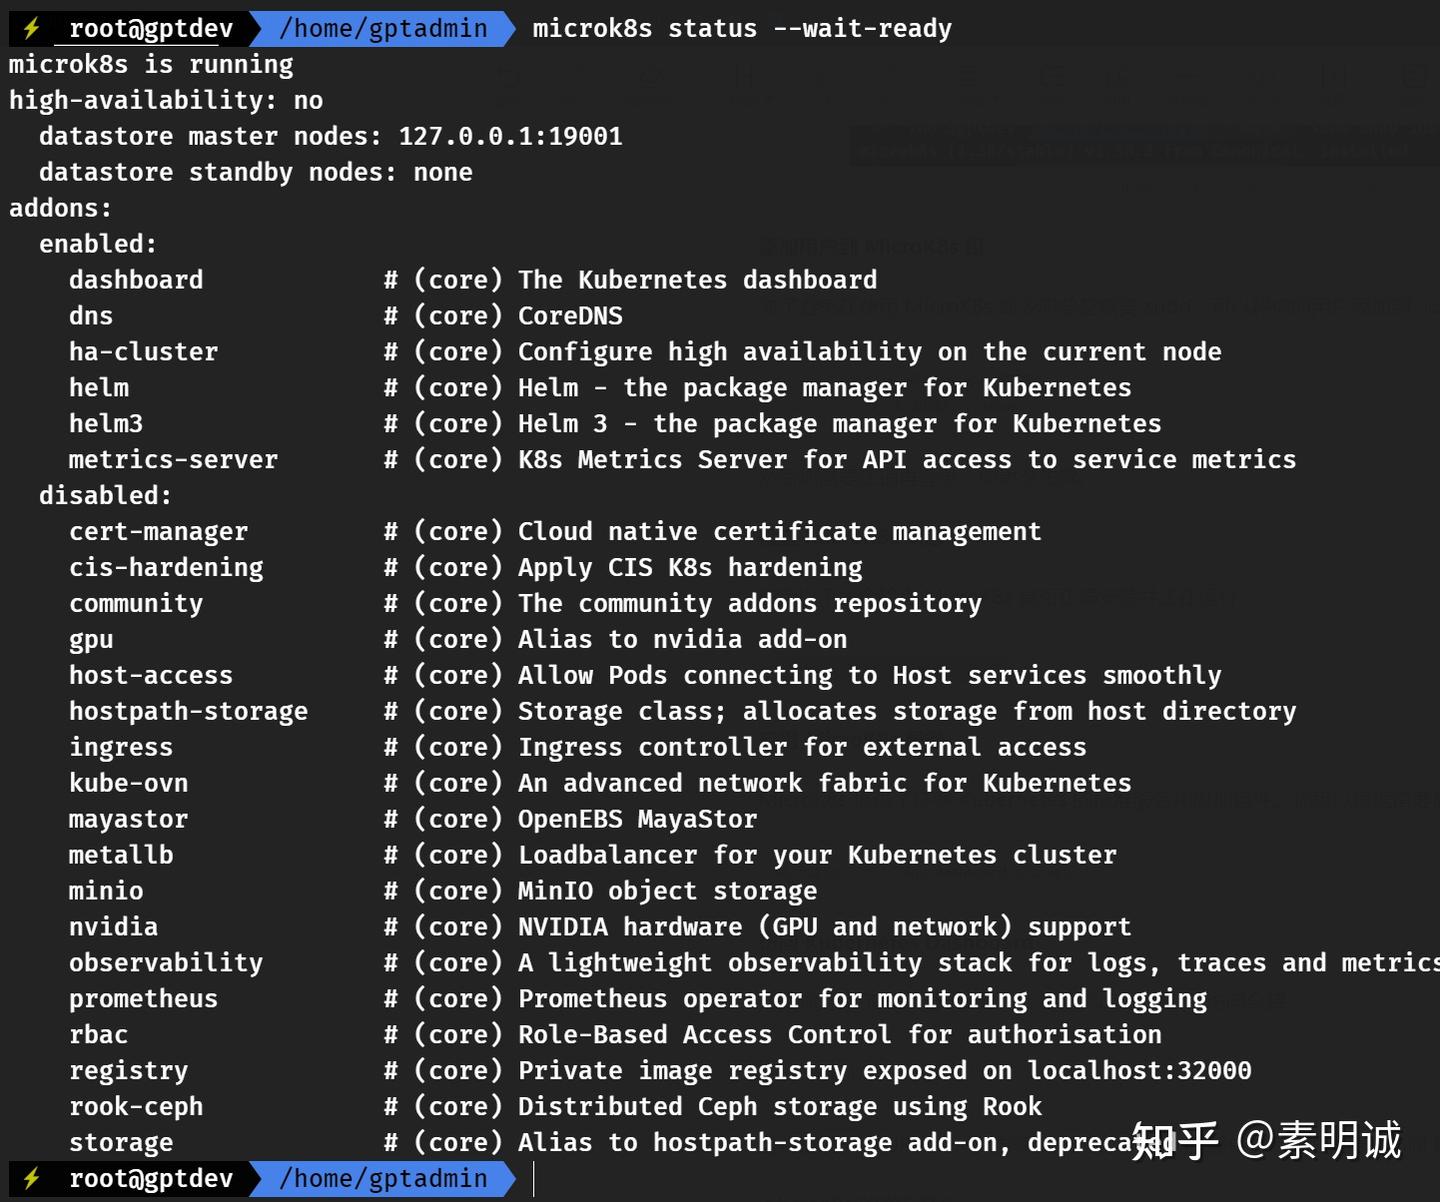 ⚡ root@gptdev /home/gptadmin microk8s status --wait-ready
microk8s is running
high-availability: no
  datastore master nodes: 127.0.0.1:19001
  datastore standby nodes: none
addons:
  enabled:
    dashboard            # (core) The Kubernetes dashboard
    dns                  # (core) CoreDNS
    ha-cluster           # (core) Configure high availability on the current node
    helm                 # (core) Helm - the package manager for Kubernetes
    helm3                # (core) Helm 3 - the package manager for Kubernetes
    metrics-server       # (core) K8s Metrics Server for API access to service metrics
  disabled:
    cert-manager         # (core) Cloud native certificate management
    cis-hardening        # (core) Apply CIS K8s hardening
    community            # (core) The community addons repository
    gpu                  # (core) Alias to nvidia add-on
    host-access          # (core) Allow Pods connecting to Host services smoothly
    hostpath-storage     # (core) Storage class; allocates storage from host directory
    ingress              # (core) Ingress controller for external access
    kube-ovn             # (core) An advanced network fabric for Kubernetes
    mayastor             # (core) OpenEBS MayaStor
    metallb              # (core) Loadbalancer for your Kubernetes cluster
    minio                # (core) MinIO object storage
    nvidia               # (core) NVIDIA hardware (GPU and network) support
    observability        # (core) A lightweight observability stack for logs, traces and metrics
    prometheus           # (core) Prometheus operator for monitoring and logging
    rbac                 # (core) Role-Based Access Control for authorisation
    registry             # (core) Private image registry exposed on localhost:32000
    rook-ceph            # (core) Distributed Ceph storage using Rook
    storage              # (core) Alias to hostpath-storage add-on, deprecated
知乎 @素明诚
⚡ root@gptdev /home/gptadmin